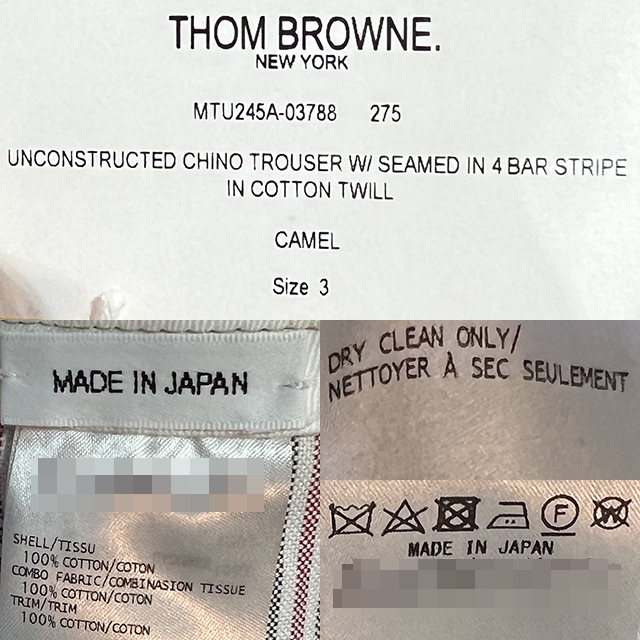 THOM BROWNE.
NEW YORK
MTU245A-03788 275
UNCONSTRUCTED CHINO TROUSER W/ SEAMED IN 4 BAR STRIPE
IN COTTON TWILL
CAMEL
Size 3
MADE IN JAPAN
SHELL/TISSU
100% COTTON/COTON
COMBO FABRIC/COMBINASION TISSUE
100% COTTON/COTON
TRIM/TRIM
100% COTTON/COTON
DRY CLEAN ONLY/
NETTOYER À SEC SEULEMENT
F W
MADE IN JAPAN